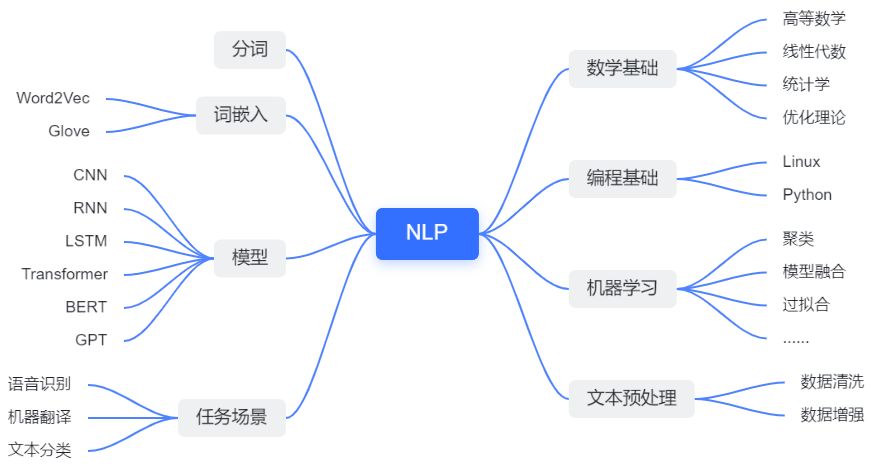 NLP
分词
词嵌入
Word2Vec
Glove
模型
CNN
RNN
LSTM
Transformer
BERT
GPT
任务场景
语音识别
机器翻译
文本分类
数学基础
高等数学
线性代数
统计学
优化理论
编程基础
Linux
Python
机器学习
聚类
模型融合
过拟合
......
文本预处理
数据清洗
数据增强